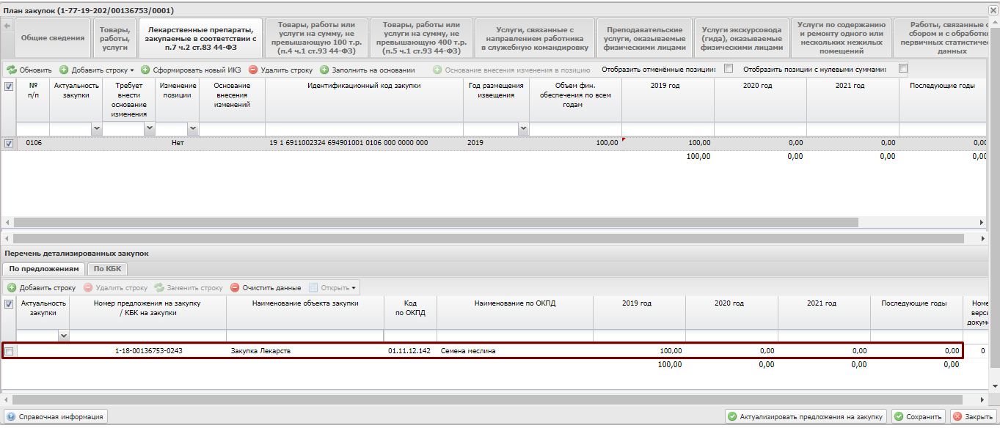 План закупок (1-77-19-202/00136753/0001)
Общие сведения
Товары,
работы,
услуги
Лекарственные препараты,
закупаемые в соответствии с
п.7 ч.2 ст.83 44-ФЗ
Товары, работы или
услуги на сумму, не
превышающую 100 т.р.
(п.4 ч.1 ст.93 44-ФЗ)
Товары, работы или
услуги на сумму, не
превышающую 400 т.р.
(п.5 ч.1 ст.93 44-ФЗ)
Услуги, связанные с
направлением работника
в служебную командировку
Преподавательские
услуги, оказываемые
физическими лицами
Услуги экскурсовода
(гида), оказываемые
физическими лицами
Услуги по содержанию
и ремонту одного или
нескольких нежилых
помещений
Работы, связанные с
сбором и с обработко
первичных статистичес
данных
Обновить Добавить строку Сформировать новый ИКЗ Удалить строку Заполнить на основании Основание внесения изменения в позицию Отобразить отменённые позиции: Отобразить позиции с нулевыми суммами:
№
п/п
Актуальность
закупки
Требует
внести
основание
изменения
Изменение
позиции
Основание
внесения
изменений
Идентификационный код закупки
Год размещения
извещения
Объем фин.
обеспечения по всем
годам
2019 год
2020 год
2021 год
Последующие годы
0106 Нет 19 1 6911002324 694901001 0106 000 0000 000 2019 100,00 100,00 0,00 0,00 0,00
100,00 0,00 0,00 0,00
Перечень детализированных закупок
По предложениям По КБК
Добавить строку Удалить строку Заменить строку Очистить данные Открыть
Актуальность
закупки
Номер предложения на закупку
/ КБК на закупки
Наименование объекта закупки
Код
по ОКПД
Наименование по ОКПД
2019 год
2020 год
2021 год
Последующие годы
Номе
верси
докуме
1-18-00136753-0243 Закупка Лекарств 01.11.12.142 Семена меслина 100,00 0,00 0,00 0,00 0
100,00 0,00 0,00 0,00
Справочная информация Актуализировать предложения на закупку Сохранить Закрыть